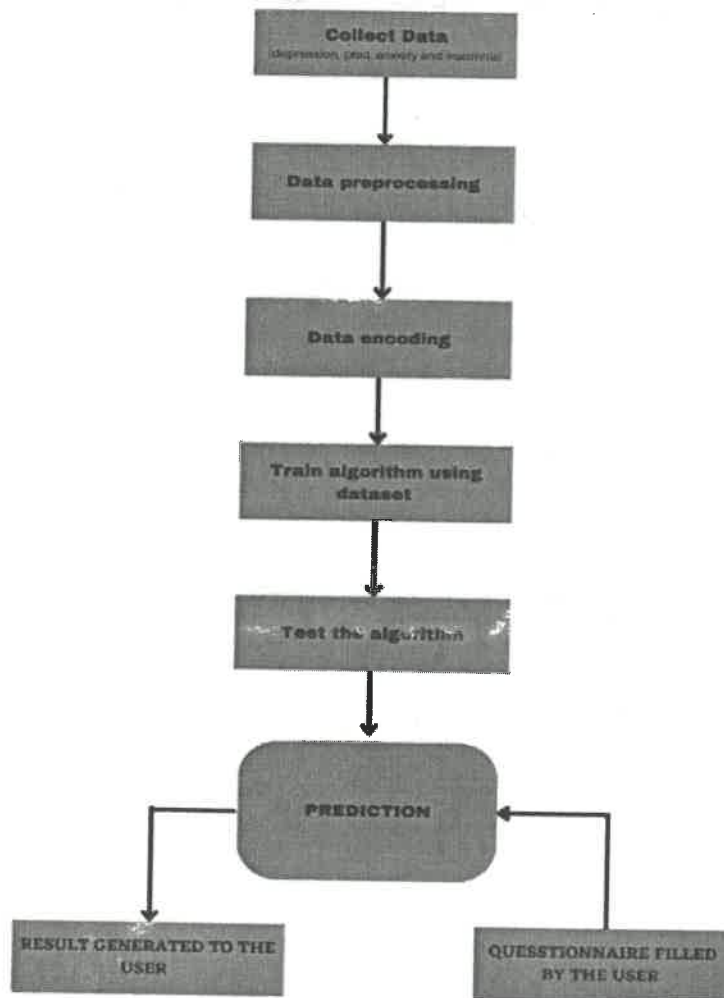 Collect Data
(depression, ptsd, anxiety and insomnia)
Data preprocessing
Data encoding
Train algorithm using
dataset
Test the algorithm
PREDICTION
RESULT GENERATED TO THE
USER
QUESSTIONNAIRE FILLED
BY THE USER